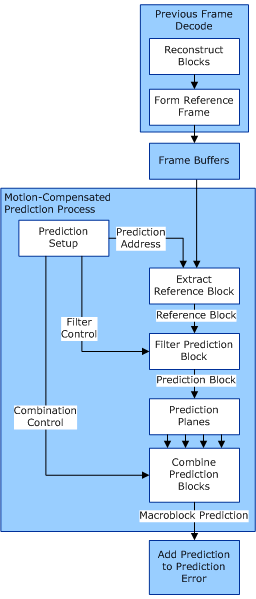 Previous Frame
Decode
Reconstruct
Blocks
Form Reference
Frame
Frame Buffers
Motion-Compensated
Prediction Process
Prediction
Setup
Prediction
Address
Extract
Reference Block
Reference Block
Filter
Control
Filter Prediction
Block
Prediction Block
Prediction
Planes
Combination
Control
Combine
Prediction
Blocks
Macroblock Prediction
Add Prediction
to Prediction
Error